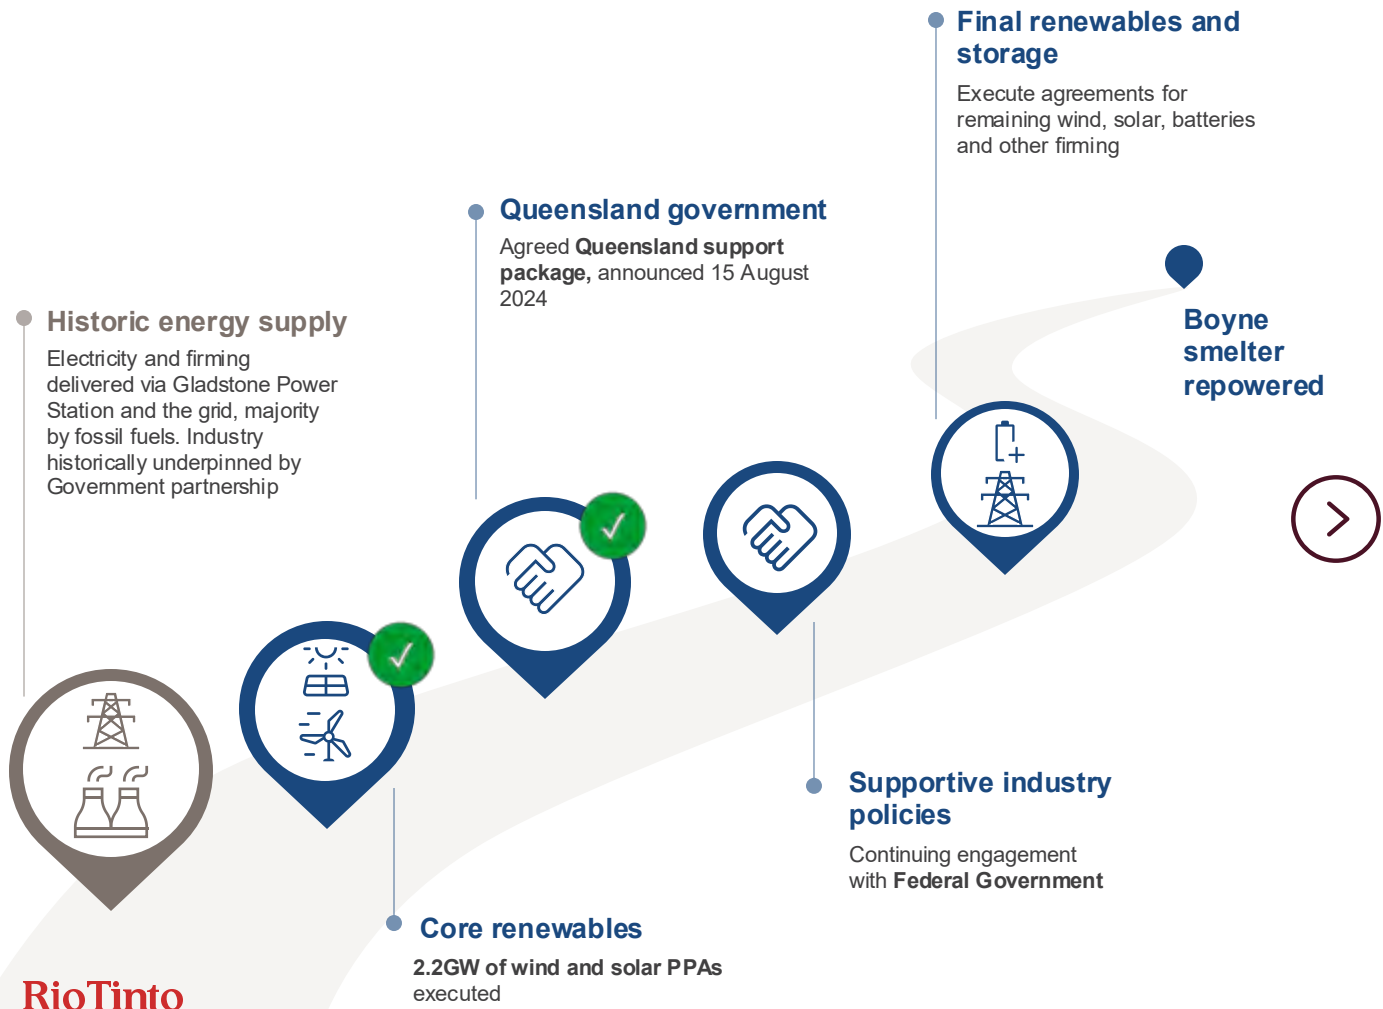 Final renewables and
storage
Execute agreements for
remaining wind, solar, batteries
and other firming
Queensland government
Agreed Queensland support
package, announced 15 August
2024
Historic energy supply
Electricity and firming
delivered via Gladstone Power
Station and the grid, majority
by fossil fuels. Industry
historically underpinned by
Government partnership
Boyne
smelter
repowered
Supportive industry
policies
Continuing engagement
with Federal Government
Core renewables
2.2GW of wind and solar PPAs
executed
RioTinto